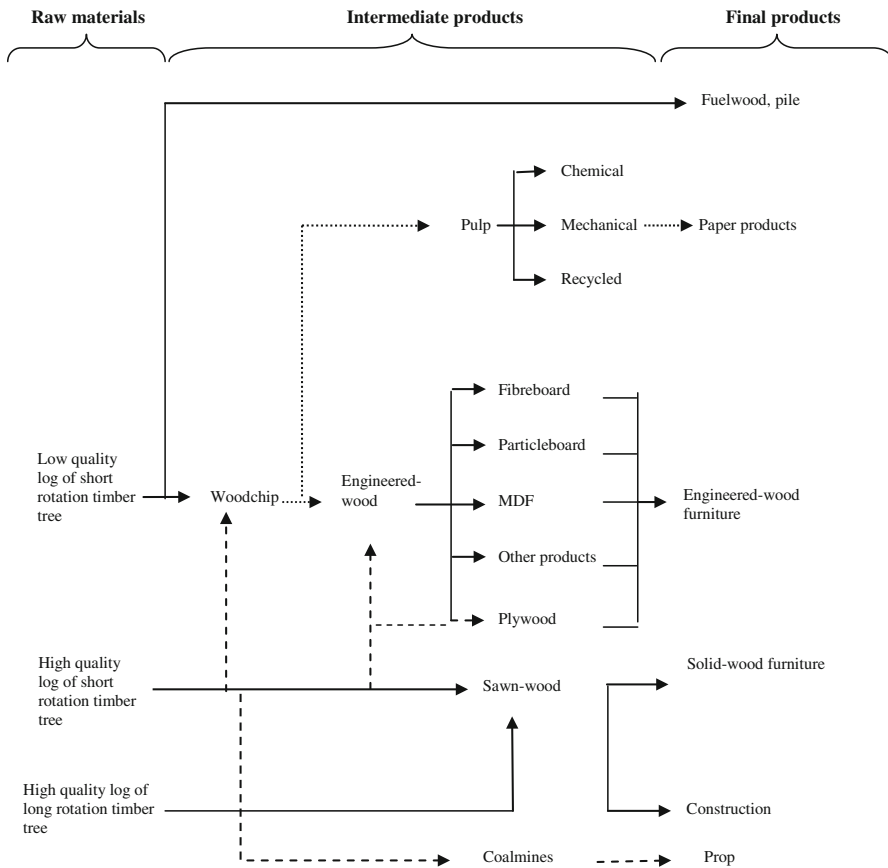 Raw materials
Intermediate products
Final products
Fuelwood, pile
Chemical
Pulp
Mechanical
Paper products
Recycled
Fibreboard
Particleboard
Low quality
log of short
rotation timber
tree
Woodchip
Engineered-
wood
MDF
Engineered-wood
furniture
Other products
Plywood
High quality
log of short
rotation timber
tree
Sawn-wood
Solid-wood furniture
High quality log of
long rotation timber
tree
Construction
Coalmines
Prop